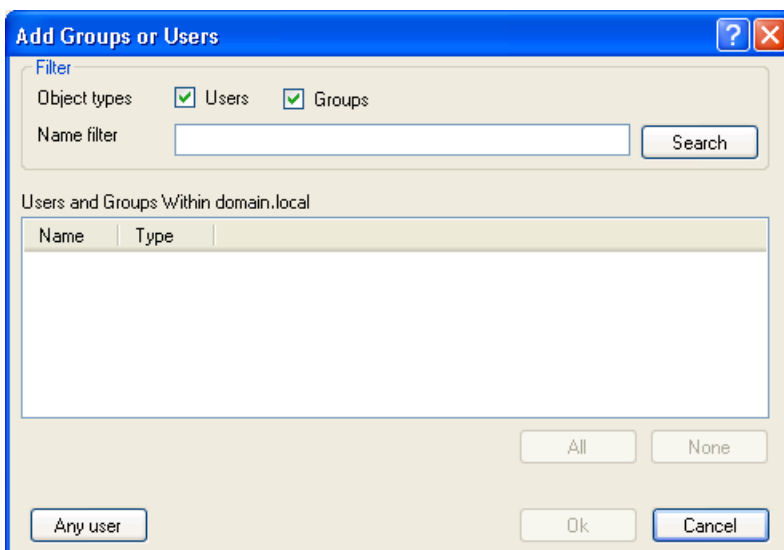 Add Groups or Users
Filter
Object types Users Groups
Name filter Search
Users and Groups Within domain.local
Name Type
All None
Any user Ok Cancel